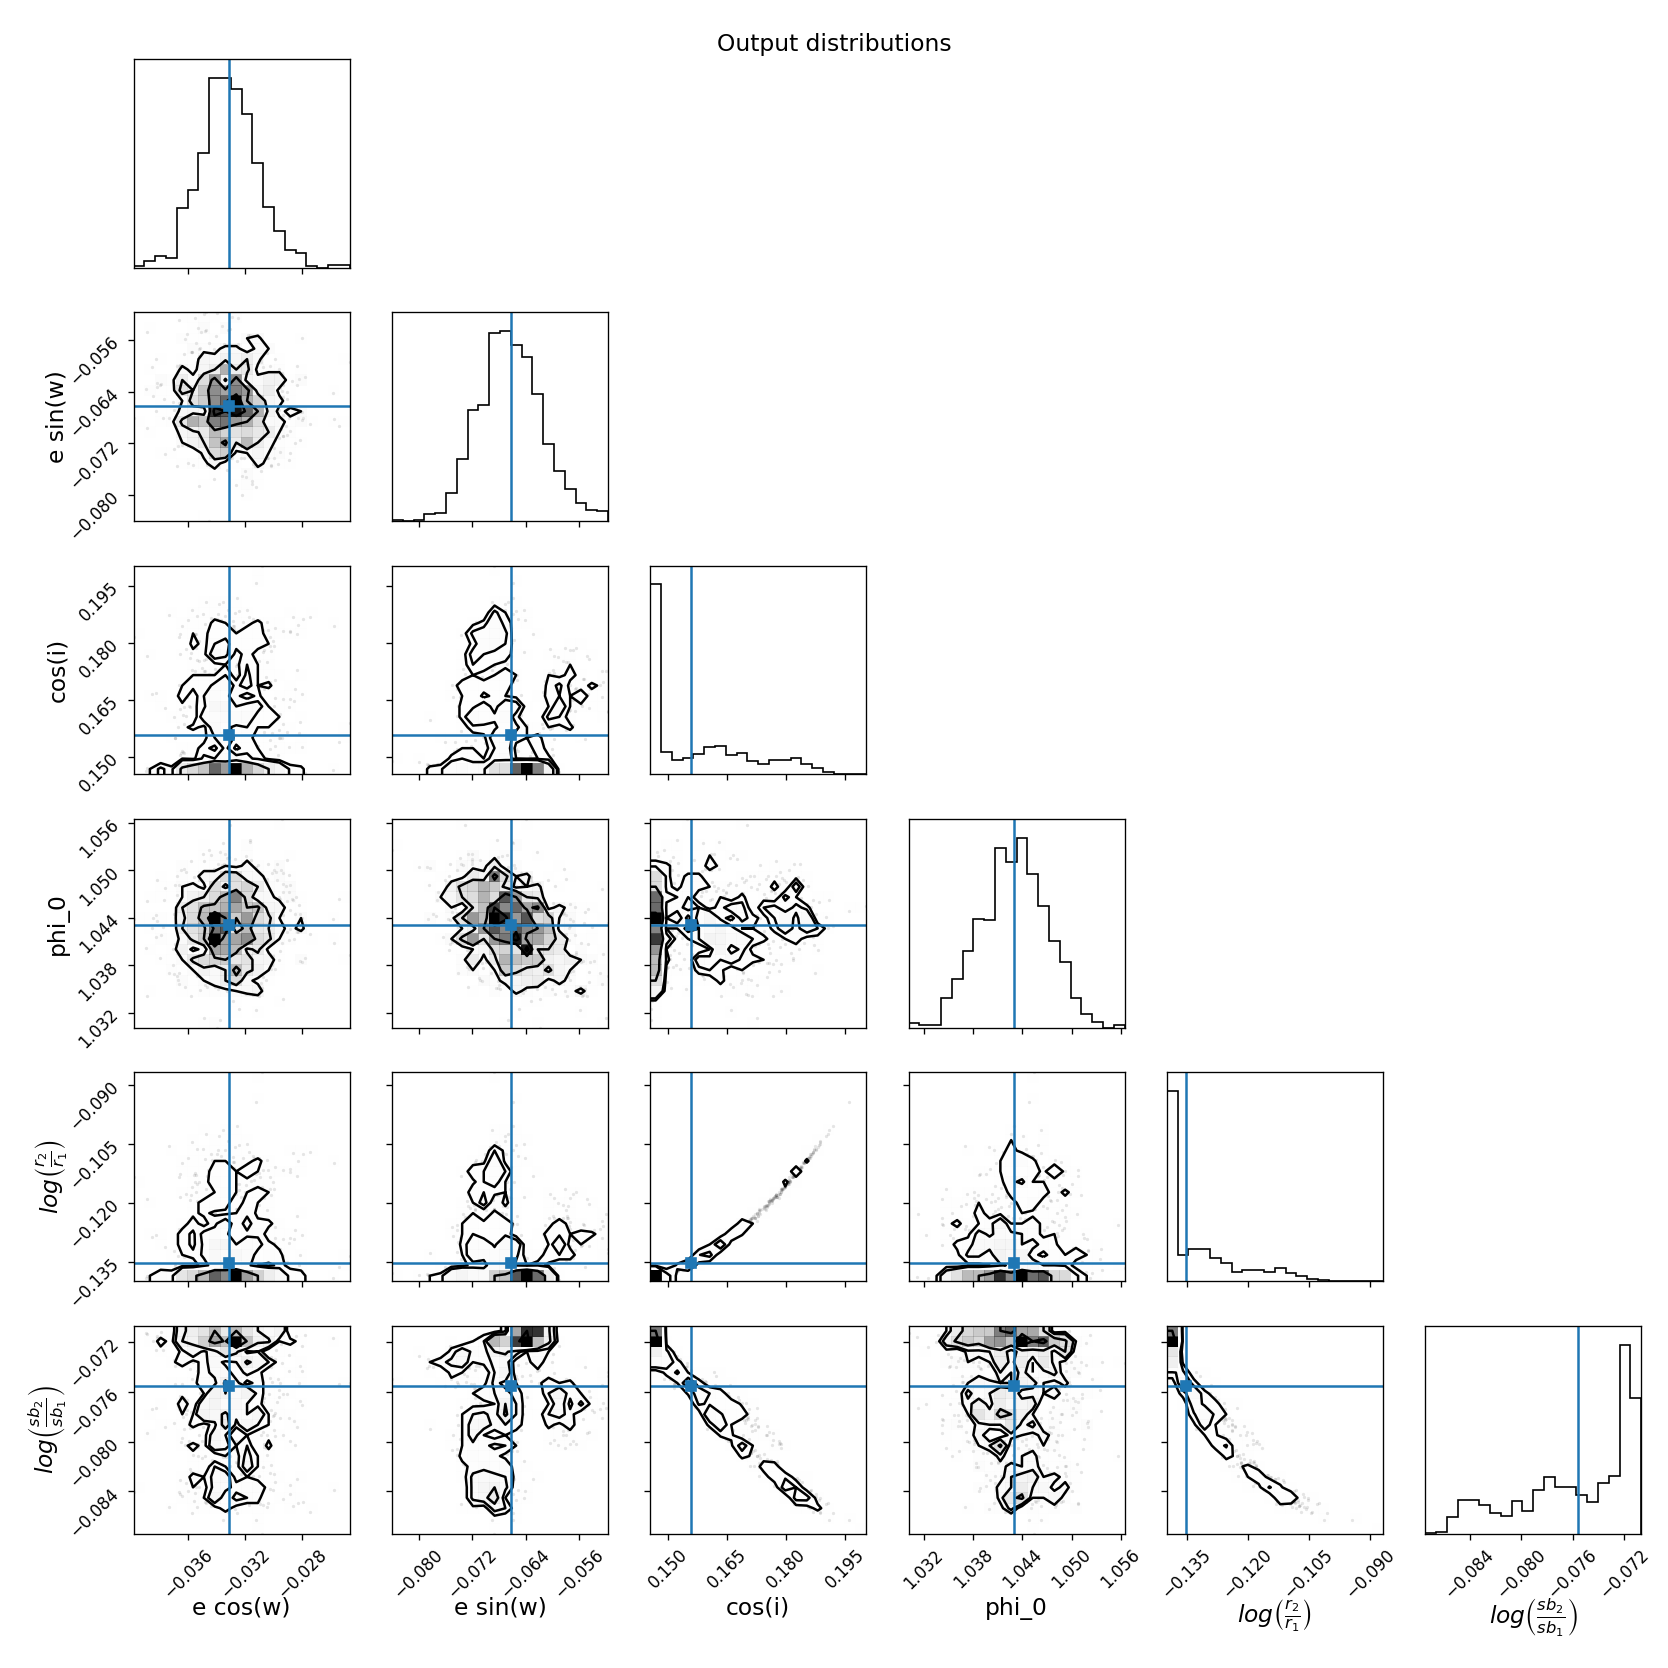 Output distributions
e sin(w)
−0.056
−0.064
−0.072
−0.080
cos(i)
0.195
0.180
0.165
0.150
phi_0
1.056
1.050
1.044
1.038
1.032
log(r₂/r₁)
−0.090
−0.105
−0.120
−0.135
log(sb₂/sb₁)
−0.072
−0.076
−0.080
−0.084
−0.036 −0.032 −0.028
−0.080 −0.072 −0.064 −0.056
0.150 0.165 0.180 0.195
1.032 1.038 1.044 1.050 1.056
−0.135 −0.120 −0.105 −0.090
−0.084 −0.080 −0.076 −0.072
e cos(w) e sin(w) cos(i) phi_0 log(r₂/r₁) log(sb₂/sb₁)